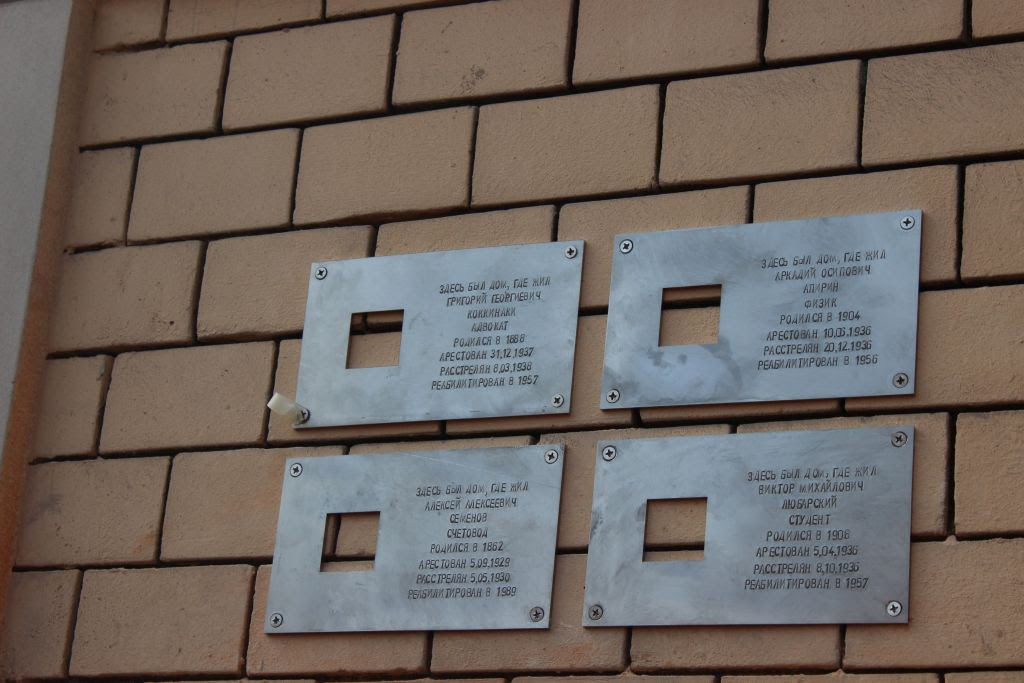 ЗДЕСЬ БЫЛ ДОМ, ГДЕ ЖИЛ
ГРИГОРИЙ ГЕОРГИЕВИЧ
КОККИНАКИ
АДВОКАТ
РОДИЛСЯ В 1868
АРЕСТОВАН 31.12.1937
РАССТРЕЛЯН 8.03.1938
РЕАБИЛИТИРОВАН В 1957
ЗДЕСЬ БЫЛ ДОМ, ГДЕ ЖИЛ
АРКАДИЙ ОСИПОВИЧ
АПИРИН
ФИЗИК
РОДИЛСЯ В 1904
АРЕСТОВАН 10.06.1936
РАССТРЕЛЯН 20.12.1936
РЕАБИЛИТИРОВАН В 1956
ЗДЕСЬ БЫЛ ДОМ, ГДЕ ЖИЛ
АЛЕКСЕЙ АЛЕКСЕЕВИЧ
СЕМЕНОВ
СЧЕТОВОД
РОДИЛСЯ В 1882
АРЕСТОВАН 5.09.1929
РАССТРЕЛЯН 5.05.1930
РЕАБИЛИТИРОВАН В 1989
ЗДЕСЬ БЫЛ ДОМ, ГДЕ ЖИЛ
ВИКТОР МИХАЙЛОВИЧ
ЛЮБАРСКИЙ
СТУДЕНТ
РОДИЛСЯ В 1908
АРЕСТОВАН 5.04.1936
РАССТРЕЛЯН 8.10.1936
РЕАБИЛИТИРОВАН В 1957